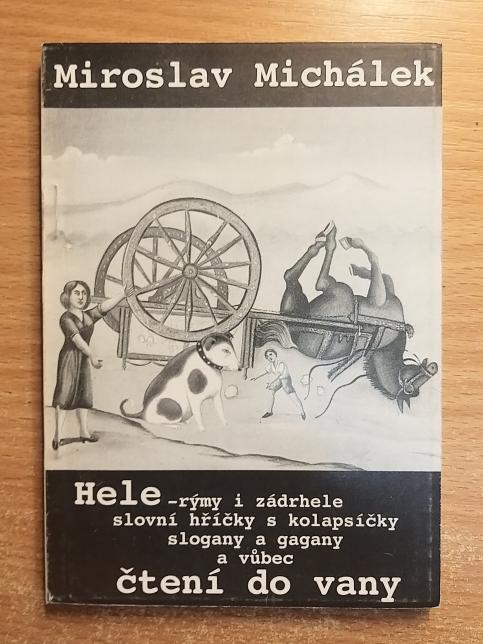 Miroslav Michálek
Hele -rýmy i zádrhele
slovní hříčky s kolapsíčky
slogany a gagany
a vůbec
čtení do vany